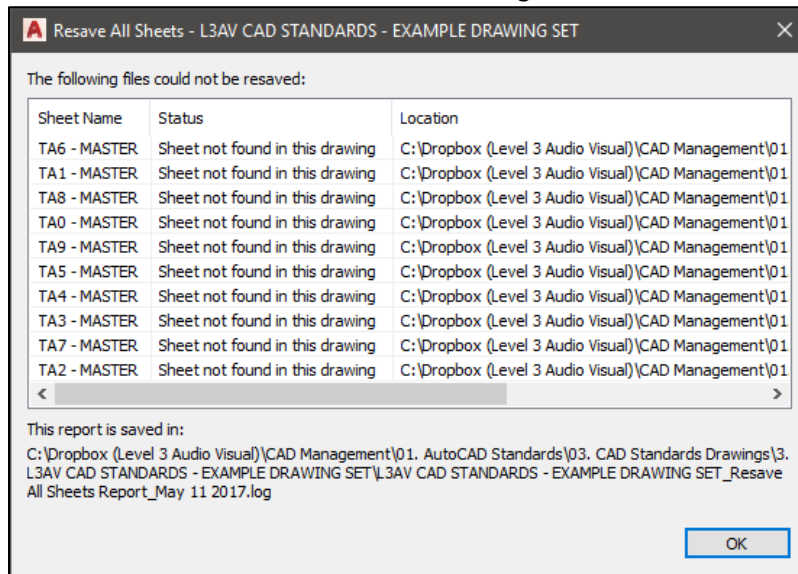 Resave All Sheets - L3AV CAD STANDARDS - EXAMPLE DRAWING SET
The following files could not be resaved:
Sheet Name Status Location
TA6 - MASTER Sheet not found in this drawing C:\Dropbox (Level 3 Audio Visual)\CAD Management\01.
TA1 - MASTER Sheet not found in this drawing C:\Dropbox (Level 3 Audio Visual)\CAD Management\01.
TA8 - MASTER Sheet not found in this drawing C:\Dropbox (Level 3 Audio Visual)\CAD Management\01.
TA0 - MASTER Sheet not found in this drawing C:\Dropbox (Level 3 Audio Visual)\CAD Management\01.
TA9 - MASTER Sheet not found in this drawing C:\Dropbox (Level 3 Audio Visual)\CAD Management\01.
TA5 - MASTER Sheet not found in this drawing C:\Dropbox (Level 3 Audio Visual)\CAD Management\01.
TA4 - MASTER Sheet not found in this drawing C:\Dropbox (Level 3 Audio Visual)\CAD Management\01.
TA3 - MASTER Sheet not found in this drawing C:\Dropbox (Level 3 Audio Visual)\CAD Management\01.
TA7 - MASTER Sheet not found in this drawing C:\Dropbox (Level 3 Audio Visual)\CAD Management\01.
TA2 - MASTER Sheet not found in this drawing C:\Dropbox (Level 3 Audio Visual)\CAD Management\01.
This report is saved in:
C:\Dropbox (Level 3 Audio Visual)\CAD Management\01. AutoCAD Standards\03. CAD Standards Drawings\3.
L3AV CAD STANDARDS - EXAMPLE DRAWING SET\L3AV CAD STANDARDS - EXAMPLE DRAWING SET_Resave
All Sheets Report_May 11 2017.log
OK